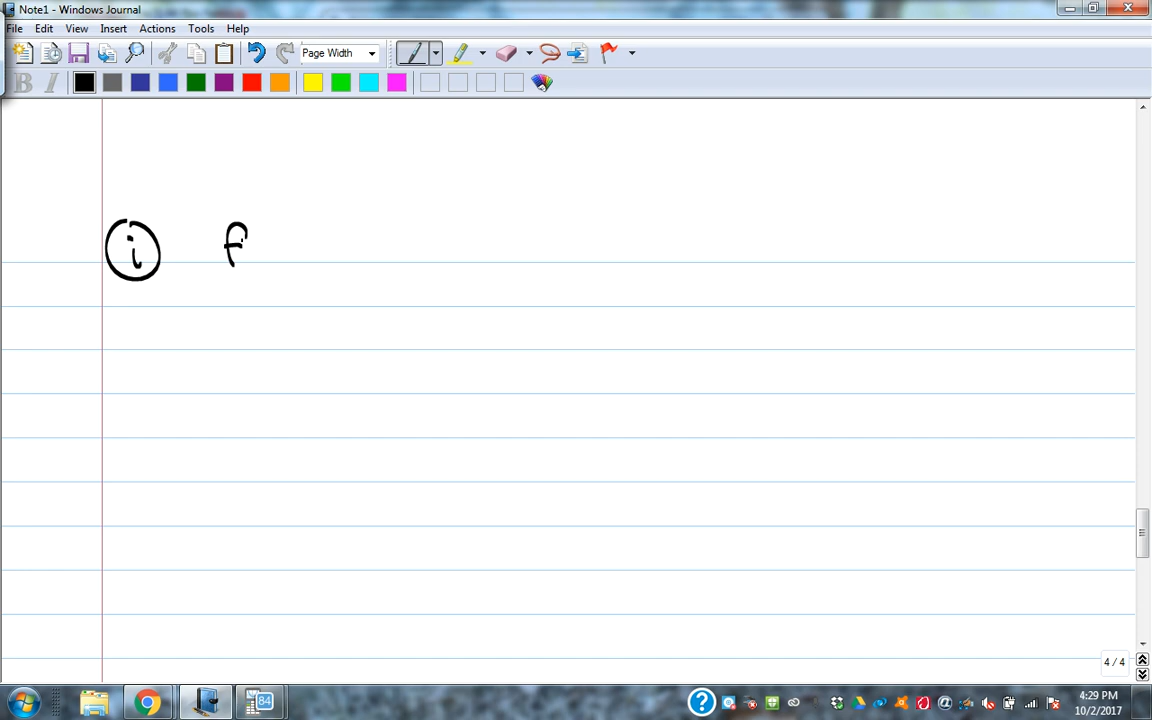 Note1 - Windows Journal
File Edit View Insert Actions Tools Help
Page Width
B I
i f
4 / 4
84
4:29 PM
10/2/2017